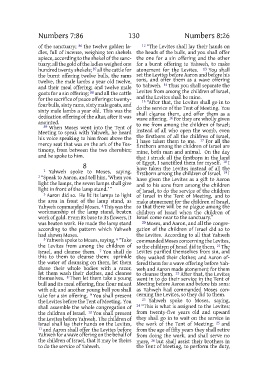 Numbers 7:86
130
Numbers 8:26
of the sanctuary; ⁸⁶ the twelve golden la-
dles, full of incense, weighing ten shekels
apiece, according to the shekel of the sanc-
tuary; all the gold of the ladles weighed one
hundred twenty shekels; ⁸⁷ all the cattle for
the burnt offering twelve bulls, the rams
twelve, the male lambs a year old twelve,
and their meal offering; and twelve male
goats for a sin offering; ⁸⁸ and all the cattle
for the sacrifice of peace offerings: twenty-
four bulls, sixty rams, sixty male goats, and
sixty male lambs a year old. This was the
dedication offering of the altar, after it was
anointed.
⁸⁹ When Moses went into the Tent of
Meeting to speak with Yahweh, he heard
his voice speaking to him from above the
mercy seat that was on the ark of the Tes-
timony, from between the two cherubim;
and he spoke to him.
8
¹ Yahweh spoke to Moses, saying,
² “Speak to Aaron, and tell him, ‘When you
light the lamps, the seven lamps shall give
light in front of the lamp stand.’”
³ Aaron did so. He lit its lamps to light
the area in front of the lamp stand, as
Yahweh commanded Moses. ⁴ This was the
workmanship of the lamp stand, beaten
work of gold. From its base to its flowers, it
was beaten work. He made the lamp stand
according to the pattern which Yahweh
had shown Moses.
⁵ Yahweh spoke to Moses, saying, ⁶ “Take
the Levites from among the children of
Israel, and cleanse them. ⁷ You shall do
this to them to cleanse them: sprinkle
the water of cleansing on them, let them
shave their whole bodies with a razor,
let them wash their clothes, and cleanse
themselves. ⁸ Then let them take a young
bull and its meal offering, fine flour mixed
with oil; and another young bull you shall
take for a sin offering. ⁹ You shall present
the Levites before the Tent of Meeting. You
shall assemble the whole congregation of
the children of Israel. ¹⁰ You shall present
the Levites before Yahweh. The children of
Israel shall lay their hands on the Levites,
¹¹ and Aaron shall offer the Levites before
Yahweh for a wave offering on the behalf of
the children of Israel, that it may be theirs
to do the service of Yahweh.
¹² “The Levites shall lay their hands on
the heads of the bulls, and you shall offer
the one for a sin offering and the other
for a burnt offering to Yahweh, to make
atonement for the Levites. ¹³ You shall
set the Levites before Aaron and before his
sons, and offer them as a wave offering
to Yahweh. ¹⁴ Thus you shall separate the
Levites from among the children of Israel,
and the Levites shall be mine.
¹⁵ “After that, the Levites shall go in to
do the service of the Tent of Meeting. You
shall cleanse them, and offer them as a
wave offering. ¹⁶ For they are wholly given
to me from among the children of Israel;
instead of all who open the womb, even
the firstborn of all the children of Israel,
I have taken them to me. ¹⁷ For all the
firstborn among the children of Israel are
mine, both man and animal. On the day
that I struck all the firstborn in the land
of Egypt, I sanctified them for myself. ¹⁸ I
have taken the Levites instead of all the
firstborn among the children of Israel. ¹⁹ I
have given the Levites as a gift to Aaron
and to his sons from among the children
of Israel, to do the service of the children
of Israel in the Tent of Meeting, and to
make atonement for the children of Israel,
so that there will be no plague among the
children of Israel when the children of
Israel come near to the sanctuary.”
²⁰ Moses, and Aaron, and all the congre-
gation of the children of Israel did so to
the Levites. According to all that Yahweh
commanded Moses concerning the Levites,
so the children of Israel did to them. ²¹ The
Levites purified themselves from sin, and
they washed their clothes; and Aaron of-
fered them for a wave offering before Yah-
weh and Aaron made atonement for them
to cleanse them. ²² After that, the Levites
went in to do their service in the Tent of
Meeting before Aaron and before his sons:
as Yahweh had commanded Moses con-
cerning the Levites, so they did to them.
²³ Yahweh spoke to Moses, saying,
²⁴ “This is what is assigned to the Levites:
from twenty-five years old and upward
they shall go in to wait on the service in
the work of the Tent of Meeting; ²⁵ and
from the age of fifty years they shall retire
from doing the work, and shall serve no
more, ²⁶ but shall assist their brothers in
the Tent of Meeting, to perform the duty,